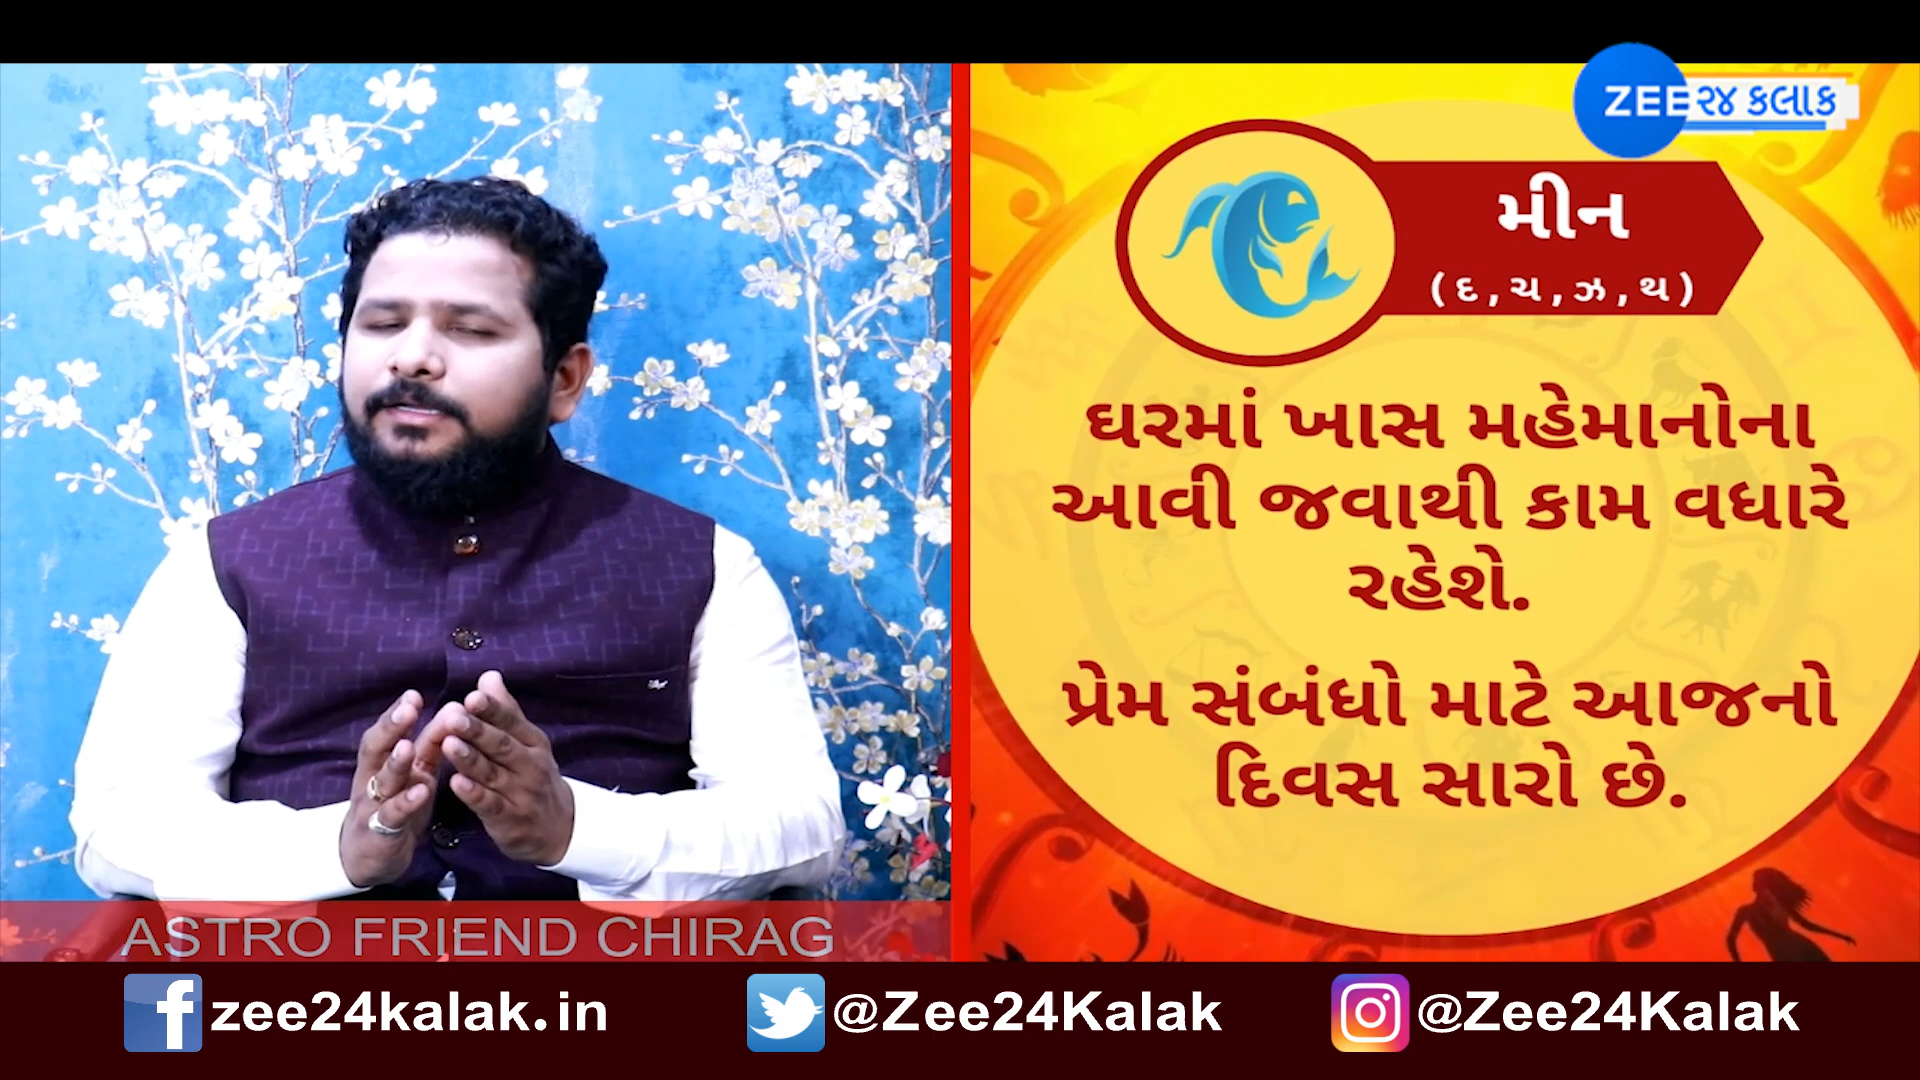 ZEE ૨૪ કલાક
મીન
(દ,ચ,ઝ,થ)
ઘરમાં ખાસ મહેમાનોના
આવી જવાથી કામ વધારે
રહેશે.
પ્રેમ સંબંધો માટે આજનો
દિવસ સારો છે.
ASTRO FRIEND CHIRAG
zee24kalak.in
@Zee24Kalak
@Zee24Kalak